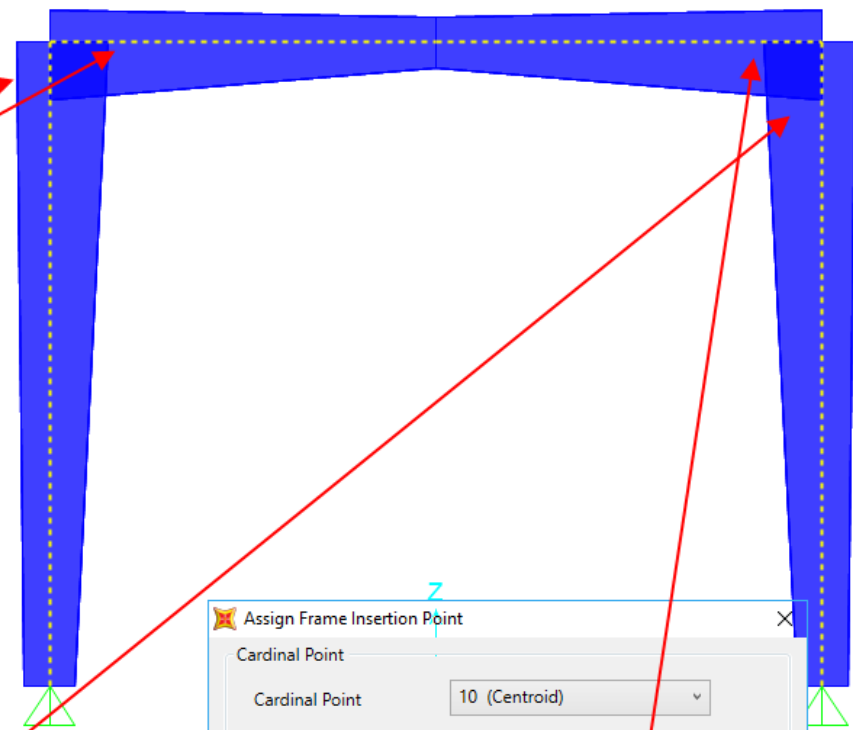 Z
Assign Frame Insertion Point
Cardinal Point
Cardinal Point 10 (Centroid)